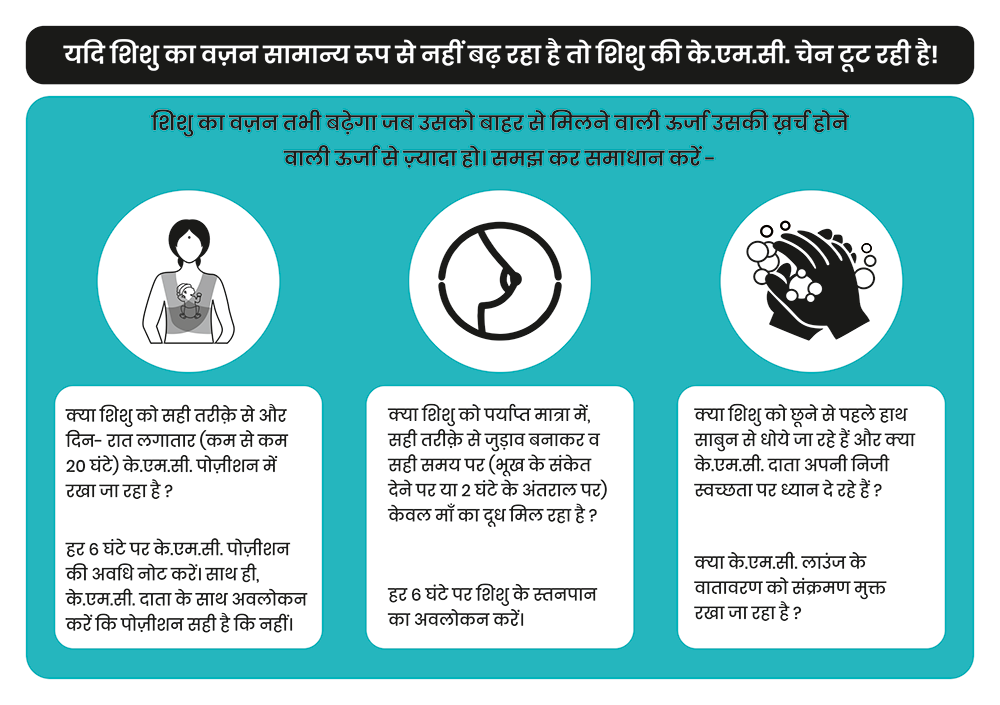 यदि शिशु का वज़न सामान्य रूप से नहीं बढ़ रहा है तो शिशु की के.एम.सी. चेन टूट रही है!
शिशु का वज़न तभी बढ़ेगा जब उसको बाहर से मिलने वाली ऊर्जा उसकी ख़र्च होने
वाली ऊर्जा से ज़्यादा हो। समझ कर समाधान करें -
क्या शिशु को सही तरीक़े से और
दिन- रात लगातार (कम से कम
20 घंटे) के.एम.सी. पोज़ीशन में
रखा जा रहा है ?
हर 6 घंटे पर के.एम.सी. पोज़ीशन
की अवधि नोट करें। साथ ही,
के.एम.सी. दाता के साथ अवलोकन
करें कि पोज़ीशन सही है कि नहीं।
क्या शिशु को पर्याप्त मात्रा में,
सही तरीक़े से जुड़ाव बनाकर व
सही समय पर (भूख के संकेत
देने पर या 2 घंटे के अंतराल पर)
केवल माँ का दूध मिल रहा है ?
हर 6 घंटे पर शिशु के स्तनपान
का अवलोकन करें।
क्या शिशु को छूने से पहले हाथ
साबुन से धोये जा रहे हैं और क्या
के.एम.सी. दाता अपनी निजी
स्वच्छता पर ध्यान दे रहे हैं ?
क्या के.एम.सी. लाउंज के
वातावरण को संक्रमण मुक्त
रखा जा रहा है ?